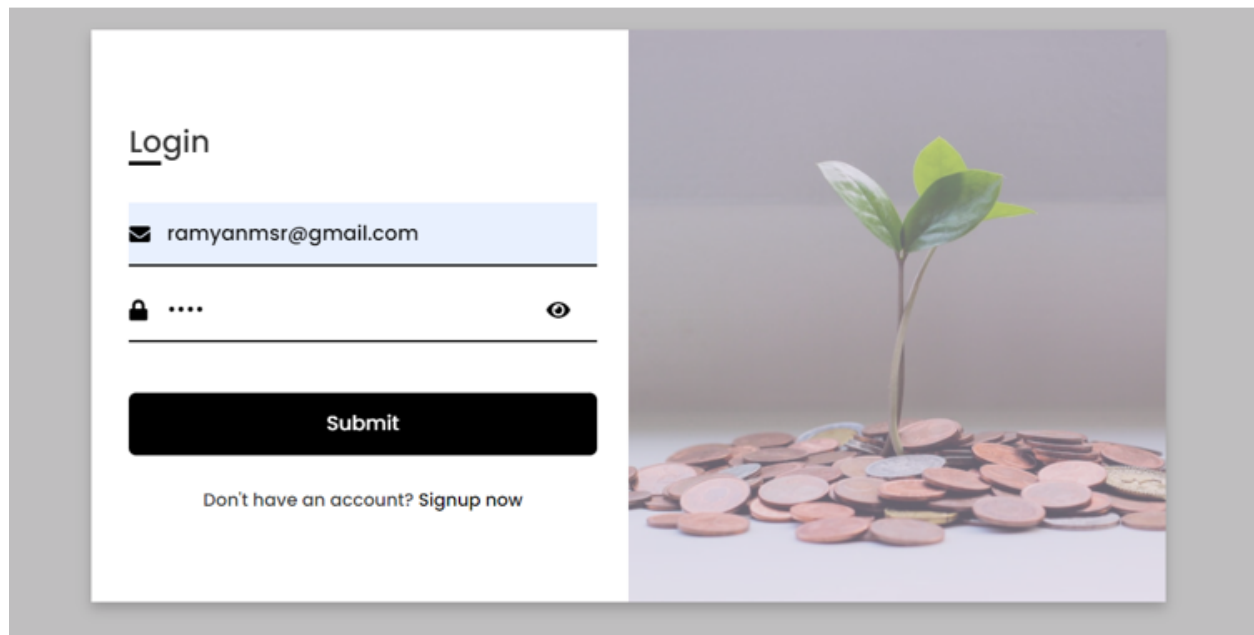 Login
ramyanmsr@gmail.com
••••
Submit
Don't have an account? Signup now